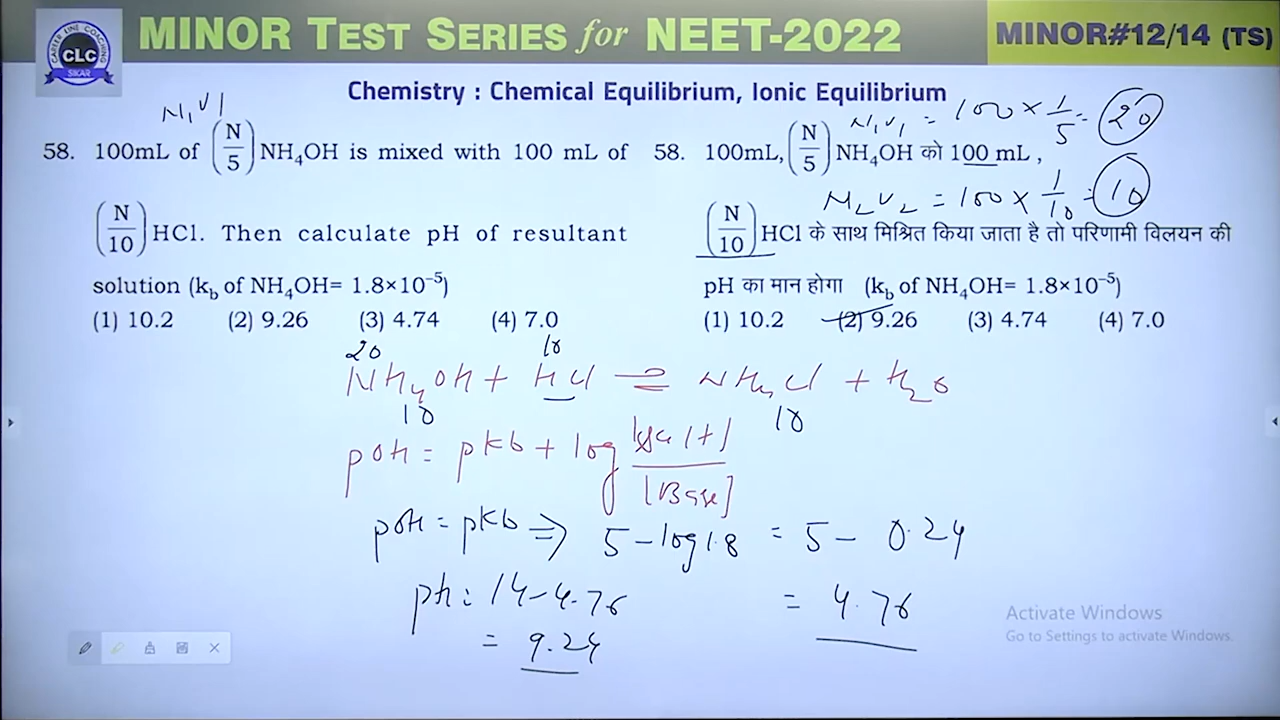 CAREER LINE COACHING
CLC
SIKAR
MINOR TEST SERIES for NEET-2022
MINOR#12/14 (TS)
Chemistry : Chemical Equilibrium, Ionic Equilibrium
N₁V₁
N₁V₁ = 100 × 1/5 = 20
58. 100mL of (N/5) NH₄OH is mixed with 100 mL of
(N/10) HCl. Then calculate pH of resultant
solution (k_b of NH₄OH= 1.8×10⁻⁵)
(1) 10.2 (2) 9.26 (3) 4.74 (4) 7.0
58. 100mL, (N/5) NH₄OH को 100 mL ,
N₂V₂ = 100 × 1/10 = 10
(N/10) HCl के साथ मिश्रित किया जाता है तो परिणामी विलयन की
pH का मान होगा (k_b of NH₄OH= 1.8×10⁻⁵)
(1) 10.2 (2) 9.26 (3) 4.74 (4) 7.0
20 10
NH₄OH + HCl ⇌ NH₄Cl + H₂O
10 10
pOH = pKb + log [Salt]/[Base]
pOH = pKb ⇒ 5 - log 1.8 = 5 - 0.24
= 4.76
pH = 14 - 4.76
= 9.24
Activate Windows
Go to Settings to activate Windows.